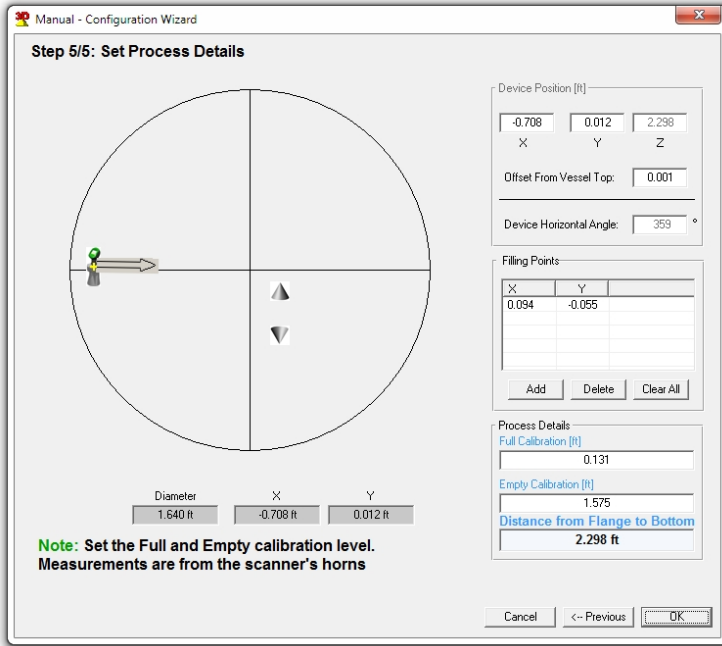 Manual - Configuration Wizard
Step 5/5: Set Process Details
Device Position [ft]
-0.708 0.012 2.298
X Y Z
Offset From Vessel Top: 0.001
Device Horizontal Angle: 359 °
Filling Points
X Y
0.094 -0.055
Add Delete Clear All
Process Details
Full Calibration [ft]
0.131
Empty Calibration [ft]
1.575
Distance from Flange to Bottom
2.298 ft
Diameter X Y
1.640 ft -0.708 ft 0.012 ft
Note: Set the Full and Empty calibration level.
Measurements are from the scanner's horns
Cancel <-- Previous OK